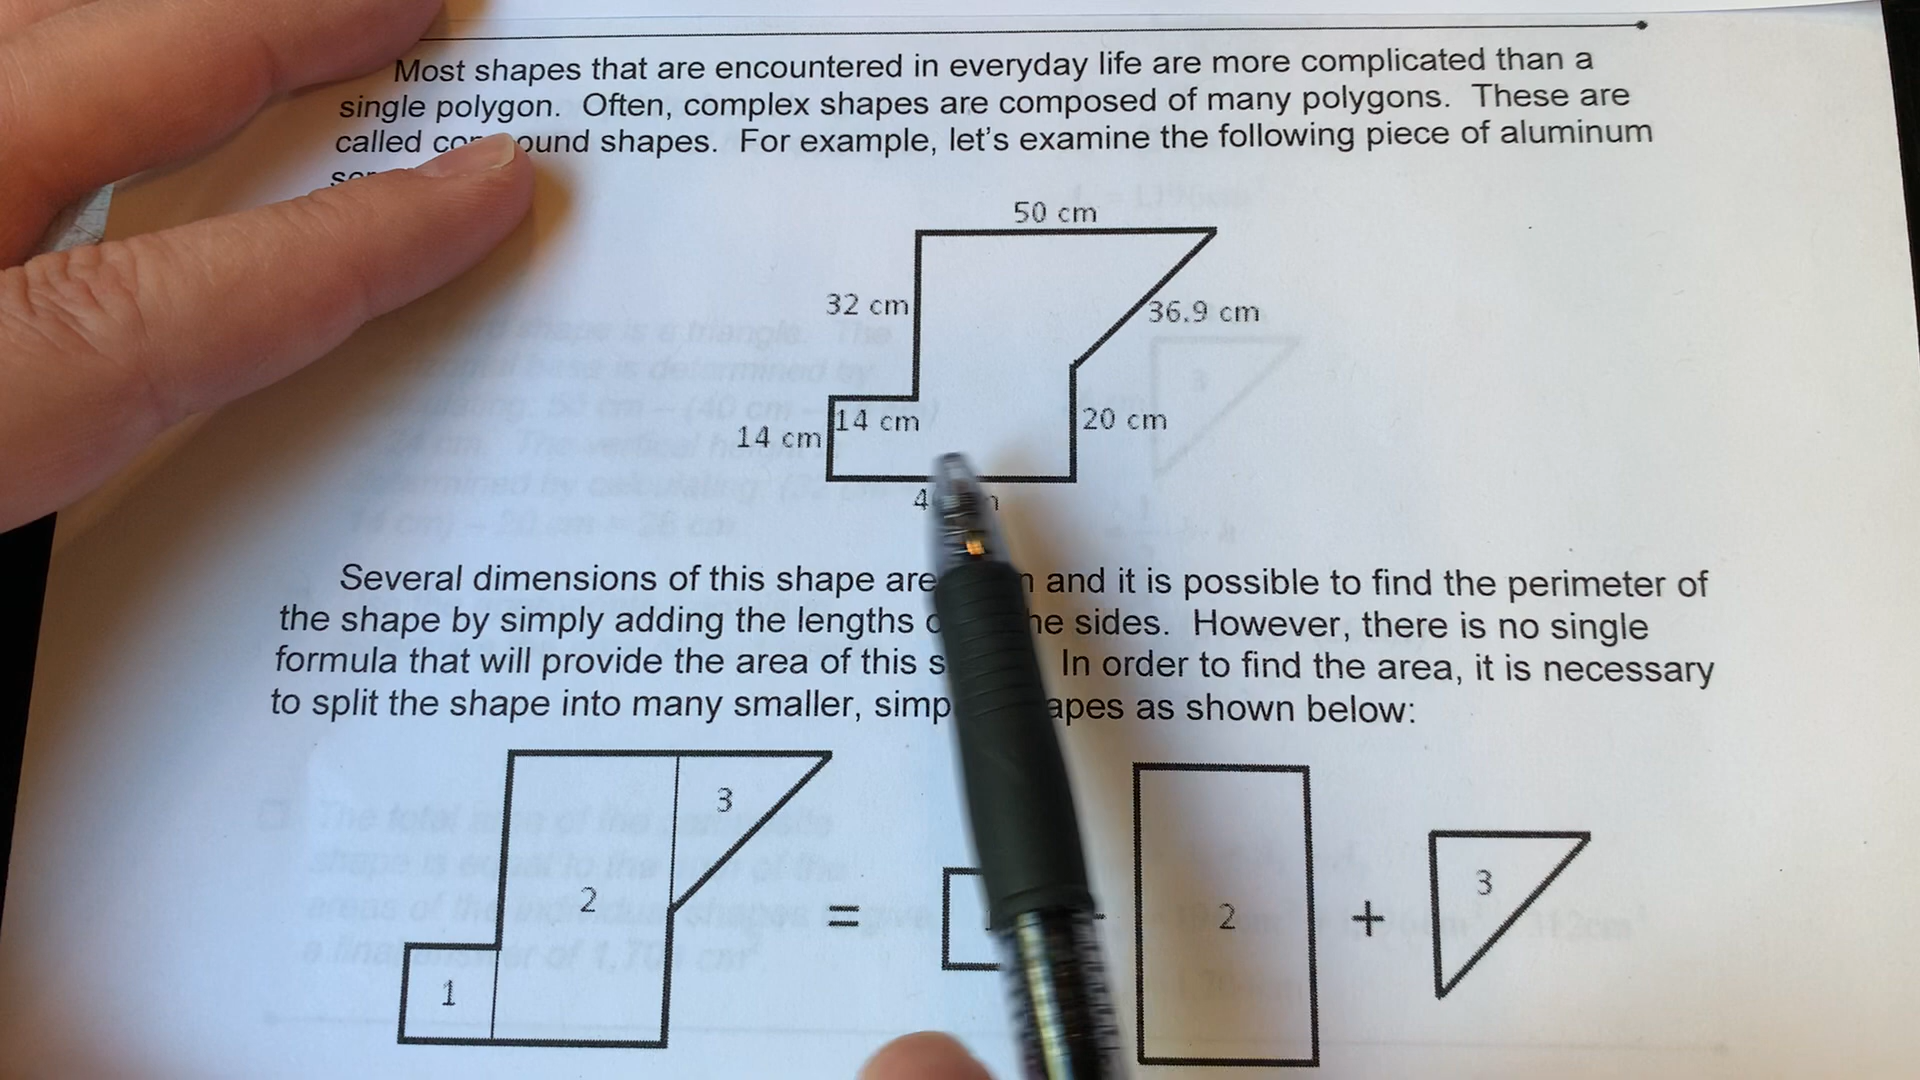 Most shapes that are encountered in everyday life are more complicated than a
single polygon. Often, complex shapes are composed of many polygons. These are
called shapes. For example, let's examine the following piece of aluminum
50 cm
32 cm
36.9 cm
14 cm
14 cm
20 cm
Several dimensions of this shape are and it is possible to find the perimeter of
the shape by simply adding the lengths sides. However, there is no single
formula that will provide the area of this In order to find the area, it is necessary
to split the shape into many smaller, as shown below:
3
2
1
=
2
+
3